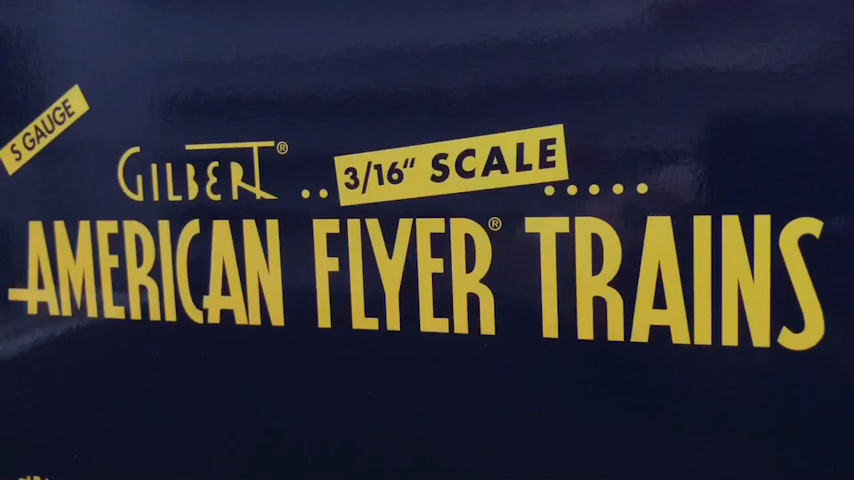 S GAUGE
GILBERT® .. 3/16" SCALE .....
AMERICAN FLYER® TRAINS